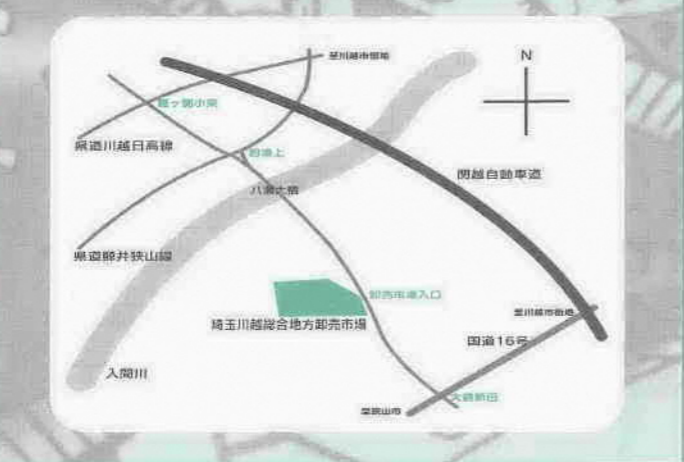 至川越市街地
N
霞ヶ関小東
県道川越日高線
的場上
関越自動車道
八瀬大橋
県道鯨井狭山線
卸売市場入口
至川越市街地
埼玉川越総合地方卸売市場
国道16号
入間川
大袋新田
至狭山市